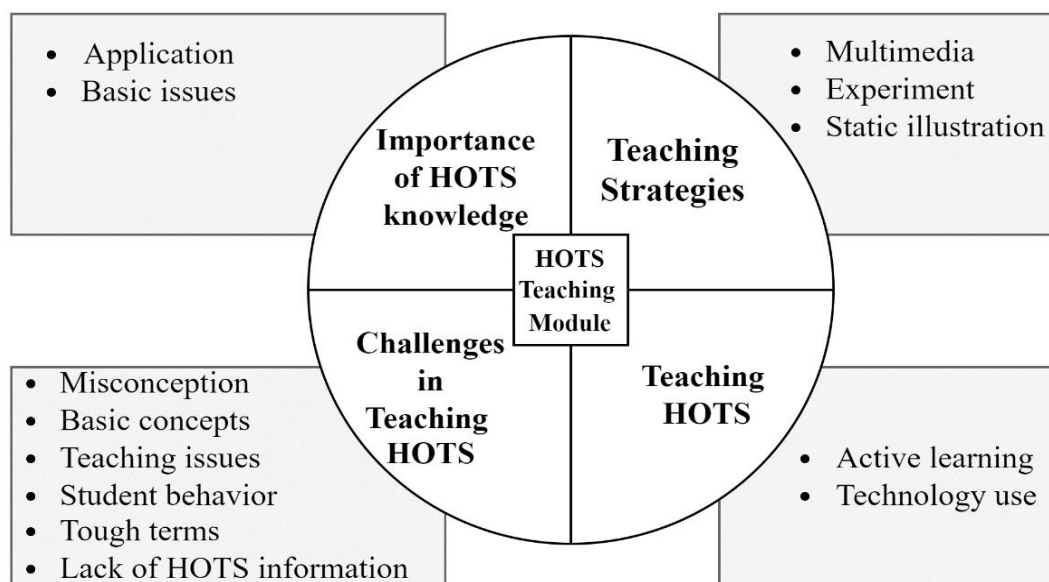 • Application
• Basic issues
Importance
of HOTS
knowledge
Teaching
Strategies
• Multimedia
• Experiment
• Static illustration
HOTS
Teaching
Module
• Misconception
• Basic concepts
• Teaching issues
• Student behavior
• Tough terms
• Lack of HOTS information
Challenges
in
Teaching
HOTS
Teaching
HOTS
• Active learning
• Technology use